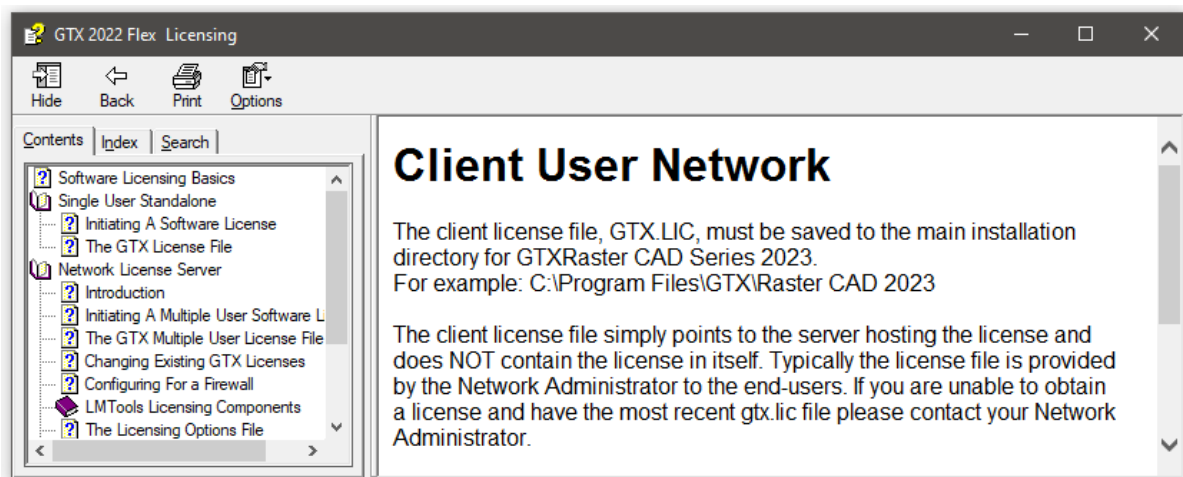 GTX 2022 Flex Licensing
Hide Back Print Options
Contents Index Search
Software Licensing Basics
Single User Standalone
Initiating A Software License
The GTX License File
Network License Server
Introduction
Initiating A Multiple User Software Li
The GTX Multiple User License File
Changing Existing GTX Licenses
Configuring For a Firewall
LMTools Licensing Components
The Licensing Options File
Client User Network
The client license file, GTX.LIC, must be saved to the main installation
directory for GTXRaster CAD Series 2023.
For example: C:\Program Files\GTX\Raster CAD 2023
The client license file simply points to the server hosting the license and
does NOT contain the license in itself. Typically the license file is provided
by the Network Administrator to the end-users. If you are unable to obtain
a license and have the most recent gtx.lic file please contact your Network
Administrator.